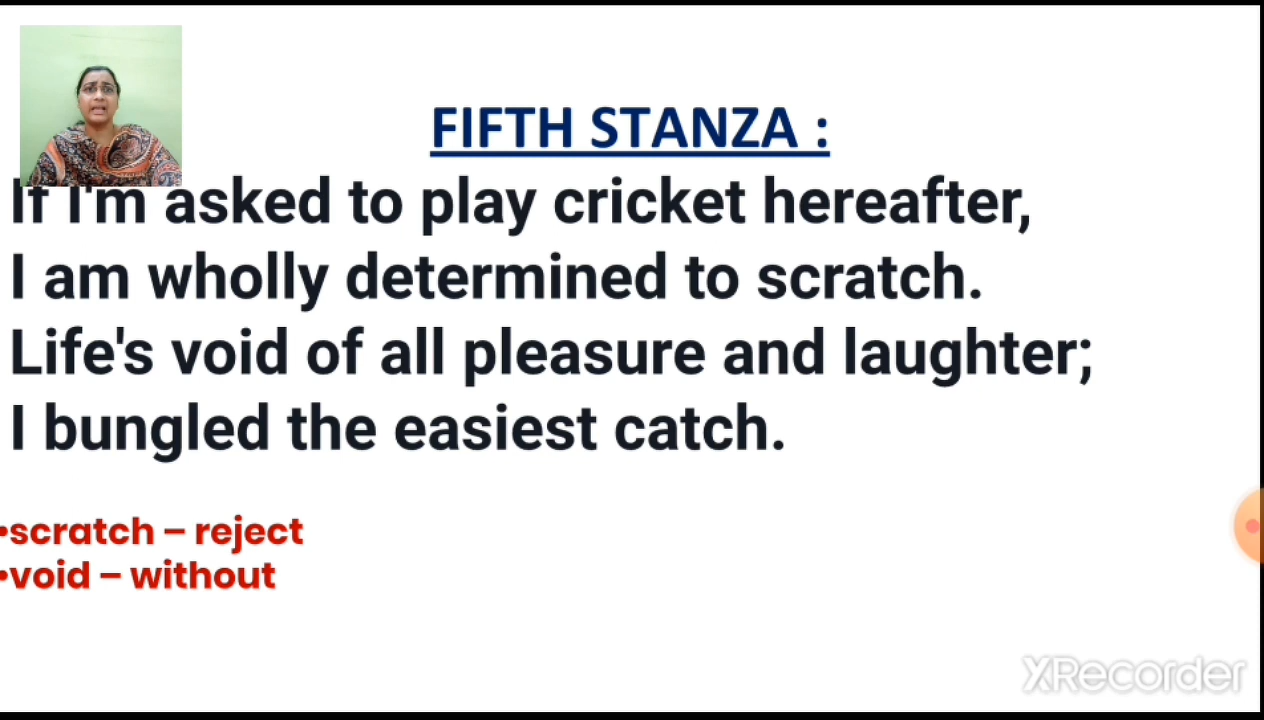 FIFTH STANZA :
If I'm asked to play cricket hereafter,
I am wholly determined to scratch.
Life's void of all pleasure and laughter;
I bungled the easiest catch.
•scratch – reject
•void – without
XRecorder